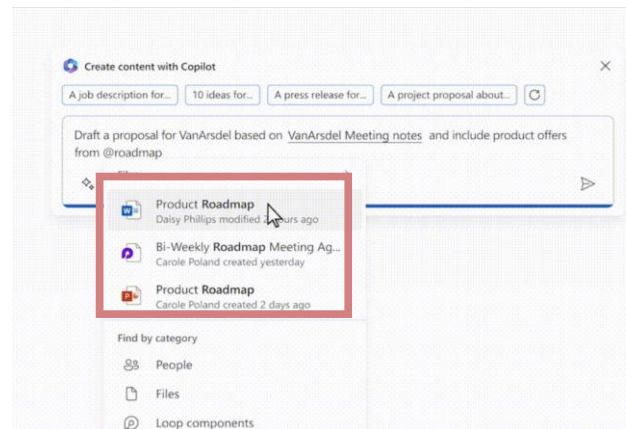 Create content with Copilot
A job description for...
10 ideas for...
A press release for...
A project proposal about...
Draft a proposal for VanArsdel based on VanArsdel Meeting notes and include product offers
from @roadmap
Product Roadmap
Daisy Phillips modified 2 hours ago
Bi-Weekly Roadmap Meeting Ag...
Carole Poland created yesterday
Product Roadmap
Carole Poland created 2 days ago
Find by category
People
Files
Loop components